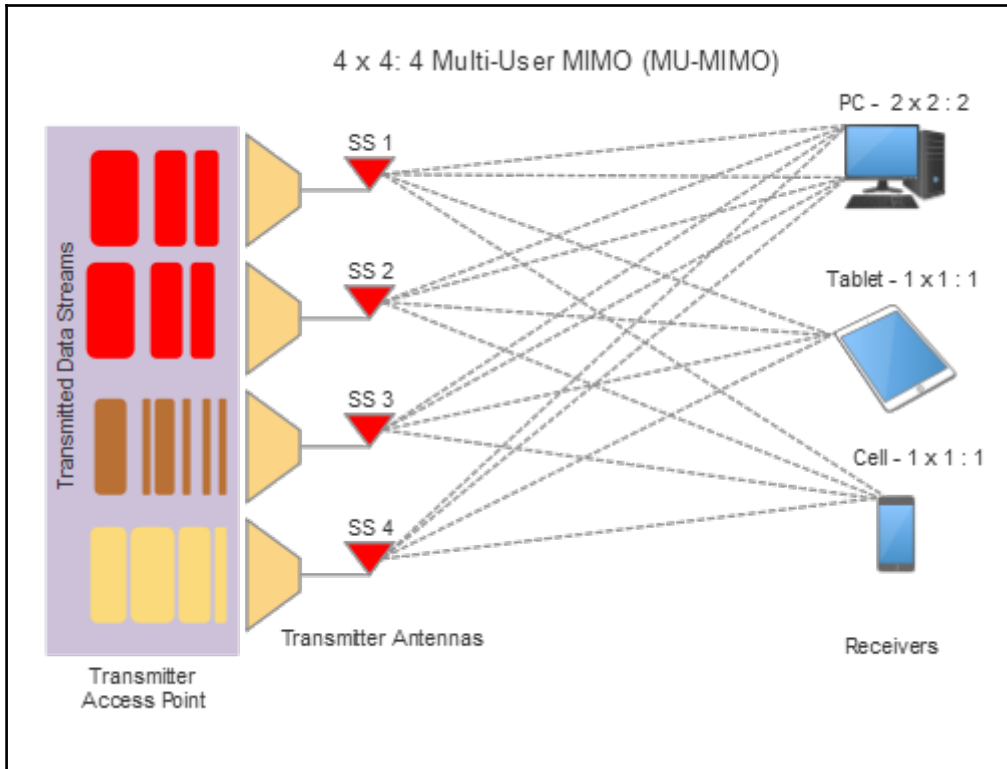 4 x 4: 4 Multi-User MIMO (MU-MIMO)
PC - 2 x 2 : 2
SS 1
SS 2
Tablet - 1 x 1 : 1
Transmitted Data Streams
SS 3
Cell - 1 x 1 : 1
SS 4
Transmitter Antennas
Receivers
Transmitter
Access Point